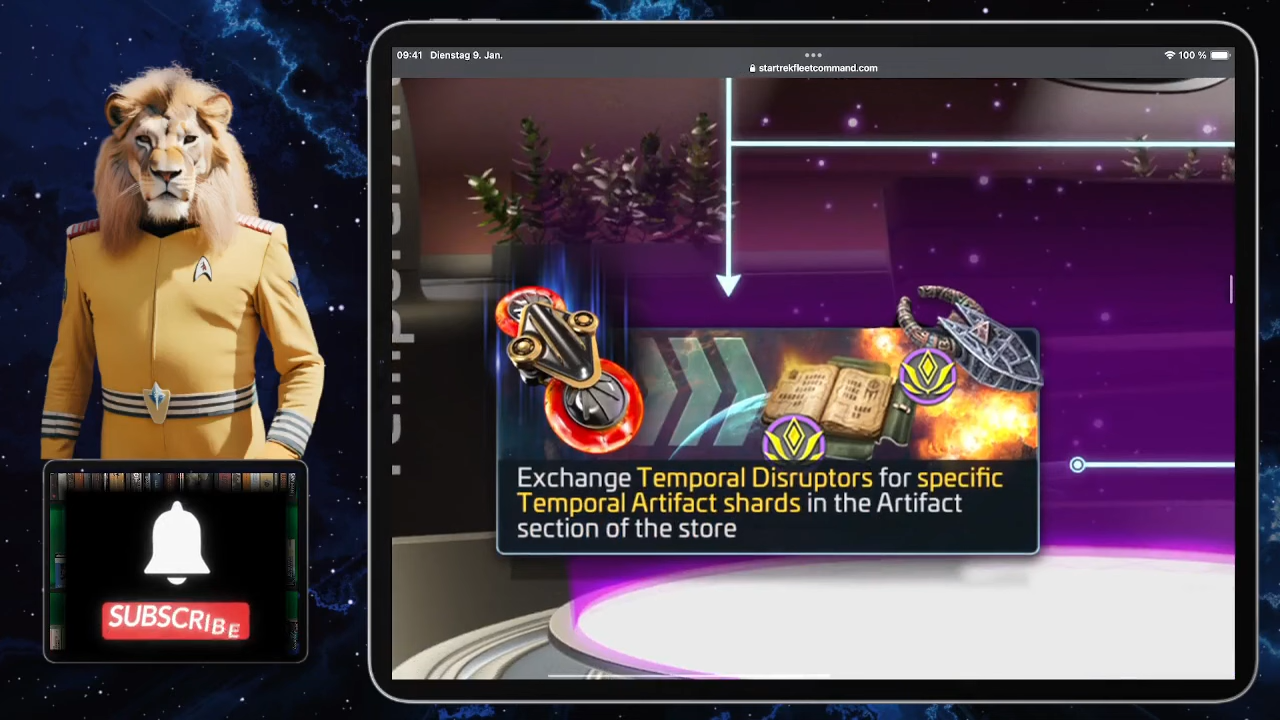 09:41 Dienstag 9. Jan.
100 %
startrekfleetcommand.com
Exchange Temporal Disruptors for specific
Temporal Artifact shards in the Artifact
section of the store
SUBSCRIBE